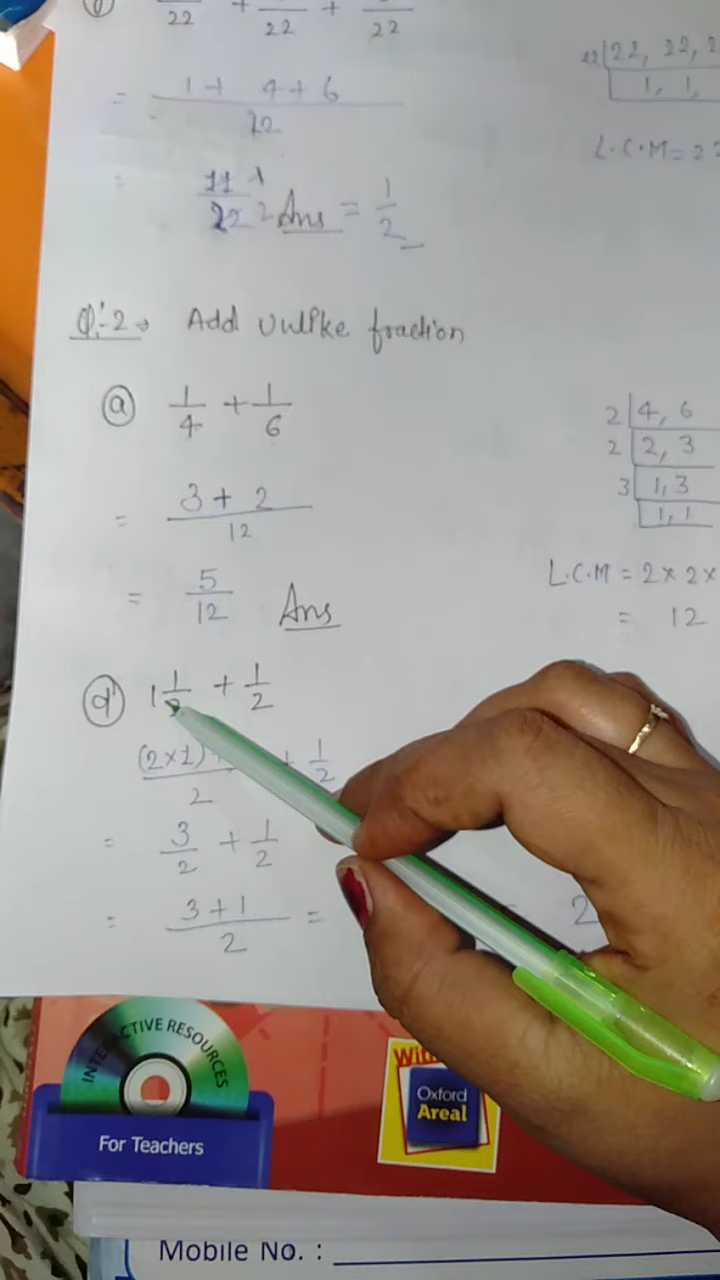 22 + 22 + 22
= 1+ 4+6
22
= 11 1
22 2 Ans = 1
2
22 | 22, 22, 2
1, 1,
L.C.M = 22
Q:-2→ Add Unlike fraction
(a) 1/4 + 1/6
= 3 + 2
12
= 5
12 Ans
2 | 4, 6
2 | 2, 3
3 | 1, 3
1, 1
L.C.M = 2 × 2 ×
= 12
(d) 1 1/2 + 1/2
(2×1) + 1/2
2
= 3/2 + 1/2
= 3+1 = = 2
2
INTERACTIVE RESOURCES
For Teachers
With
Oxford
Areal
Mobile No. :